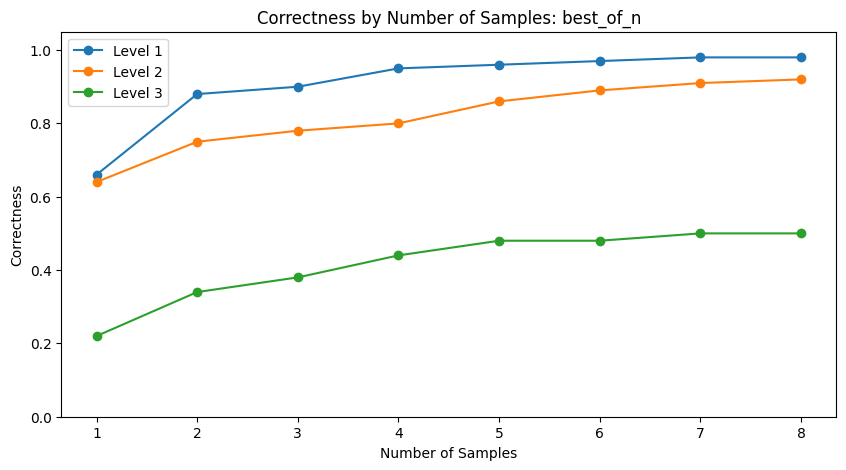 Correctness by Number of Samples: best_of_n
Level 1
Level 2
Level 3
1.0
0.8
0.6
0.4
0.2
0.0
Correctness
1 2 3 4 5 6 7 8
Number of Samples